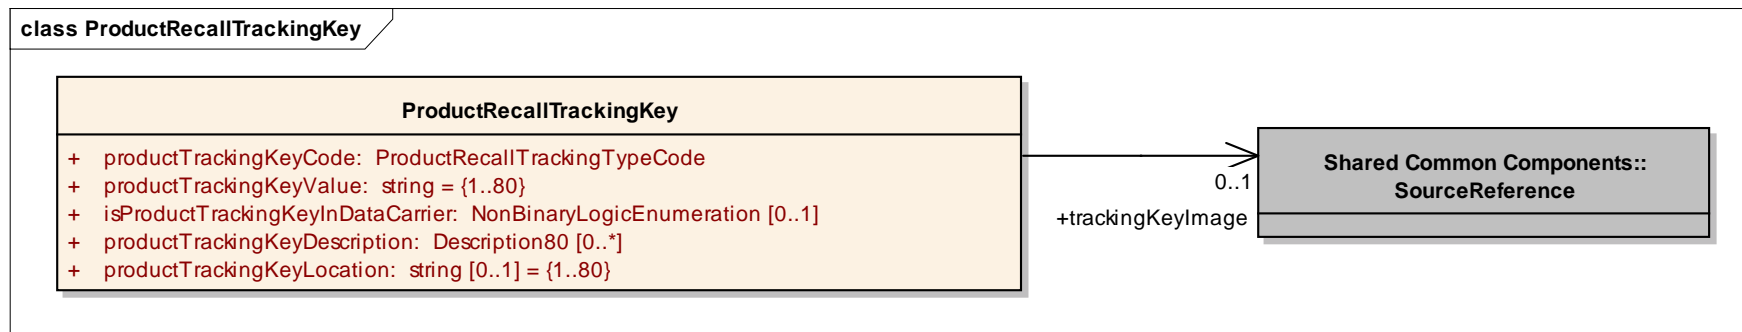 class ProductRecallTrackingKey
ProductRecallTrackingKey
+ productTrackingKeyCode: ProductRecallTrackingTypeCode
+ productTrackingKeyValue: string = {1..80}
+ isProductTrackingKeyInDataCarrier: NonBinaryLogicEnumeration [0..1]
+ productTrackingKeyDescription: Description80 [0..*]
+ productTrackingKeyLocation: string [0..1] = {1..80}
0..1
+trackingKeyImage
Shared Common Components::
SourceReference